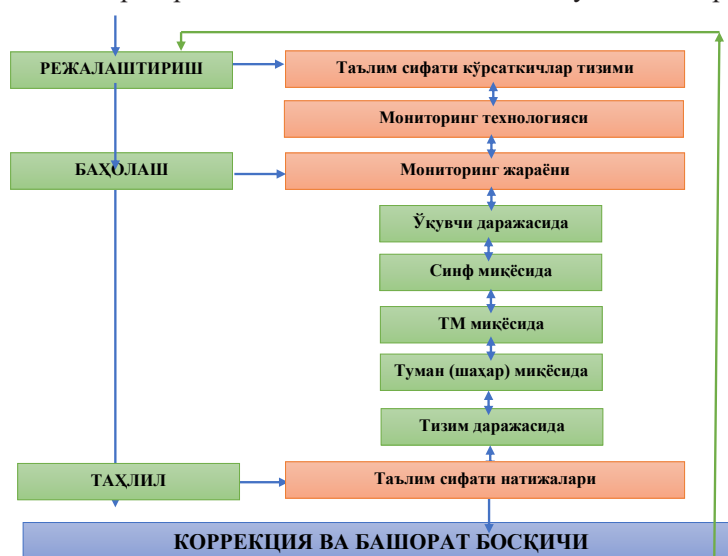 РЕЖАЛАШТИРИШ
Таълим сифати кўрсаткичлар тизими
Мониторинг технологияси
БАҲОЛАШ
Мониторинг жараёни
Ўқувчи даражасида
Синф миқёсида
ТМ миқёсида
Туман (шаҳар) миқёсида
Тизим даражасида
ТАҲЛИЛ
Таълим сифати натижалари
КОРРЕКЦИЯ ВА БАШОРАТ БОСҚИЧИ